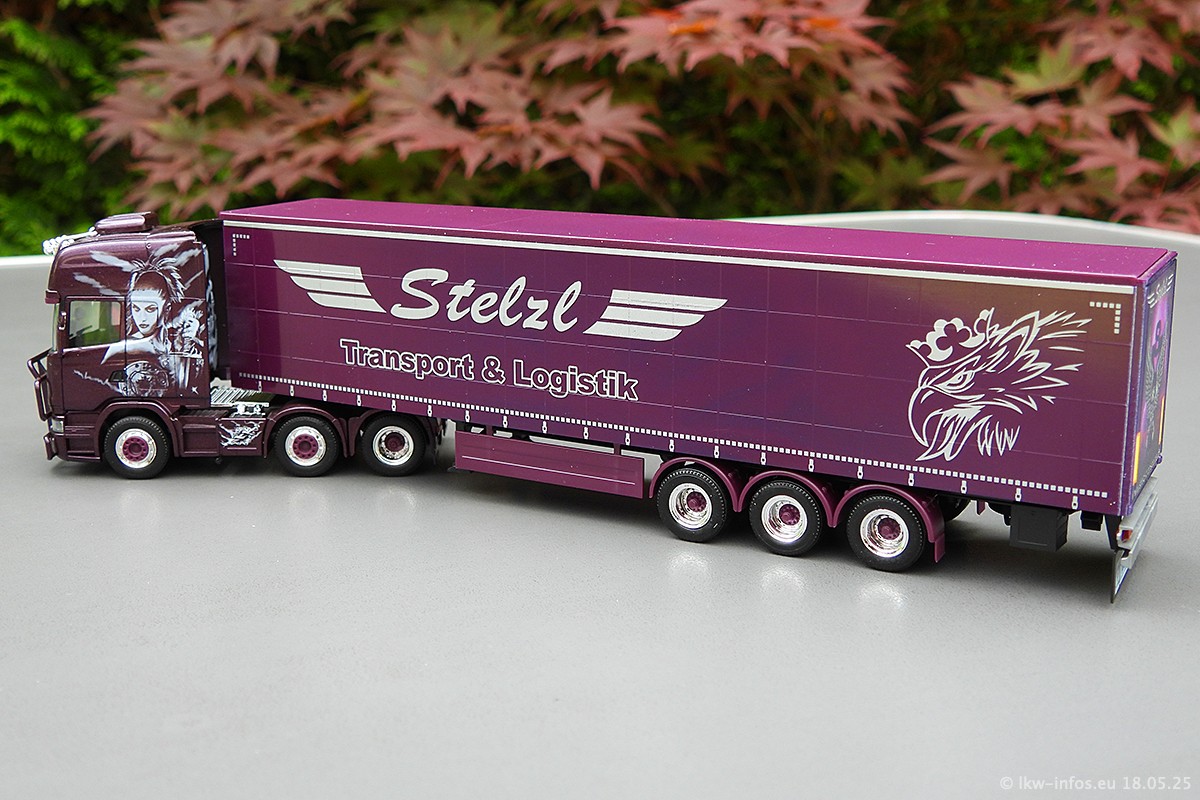 Stelzl
Transport & Logistik
© lkw-infos.eu 18.05.25